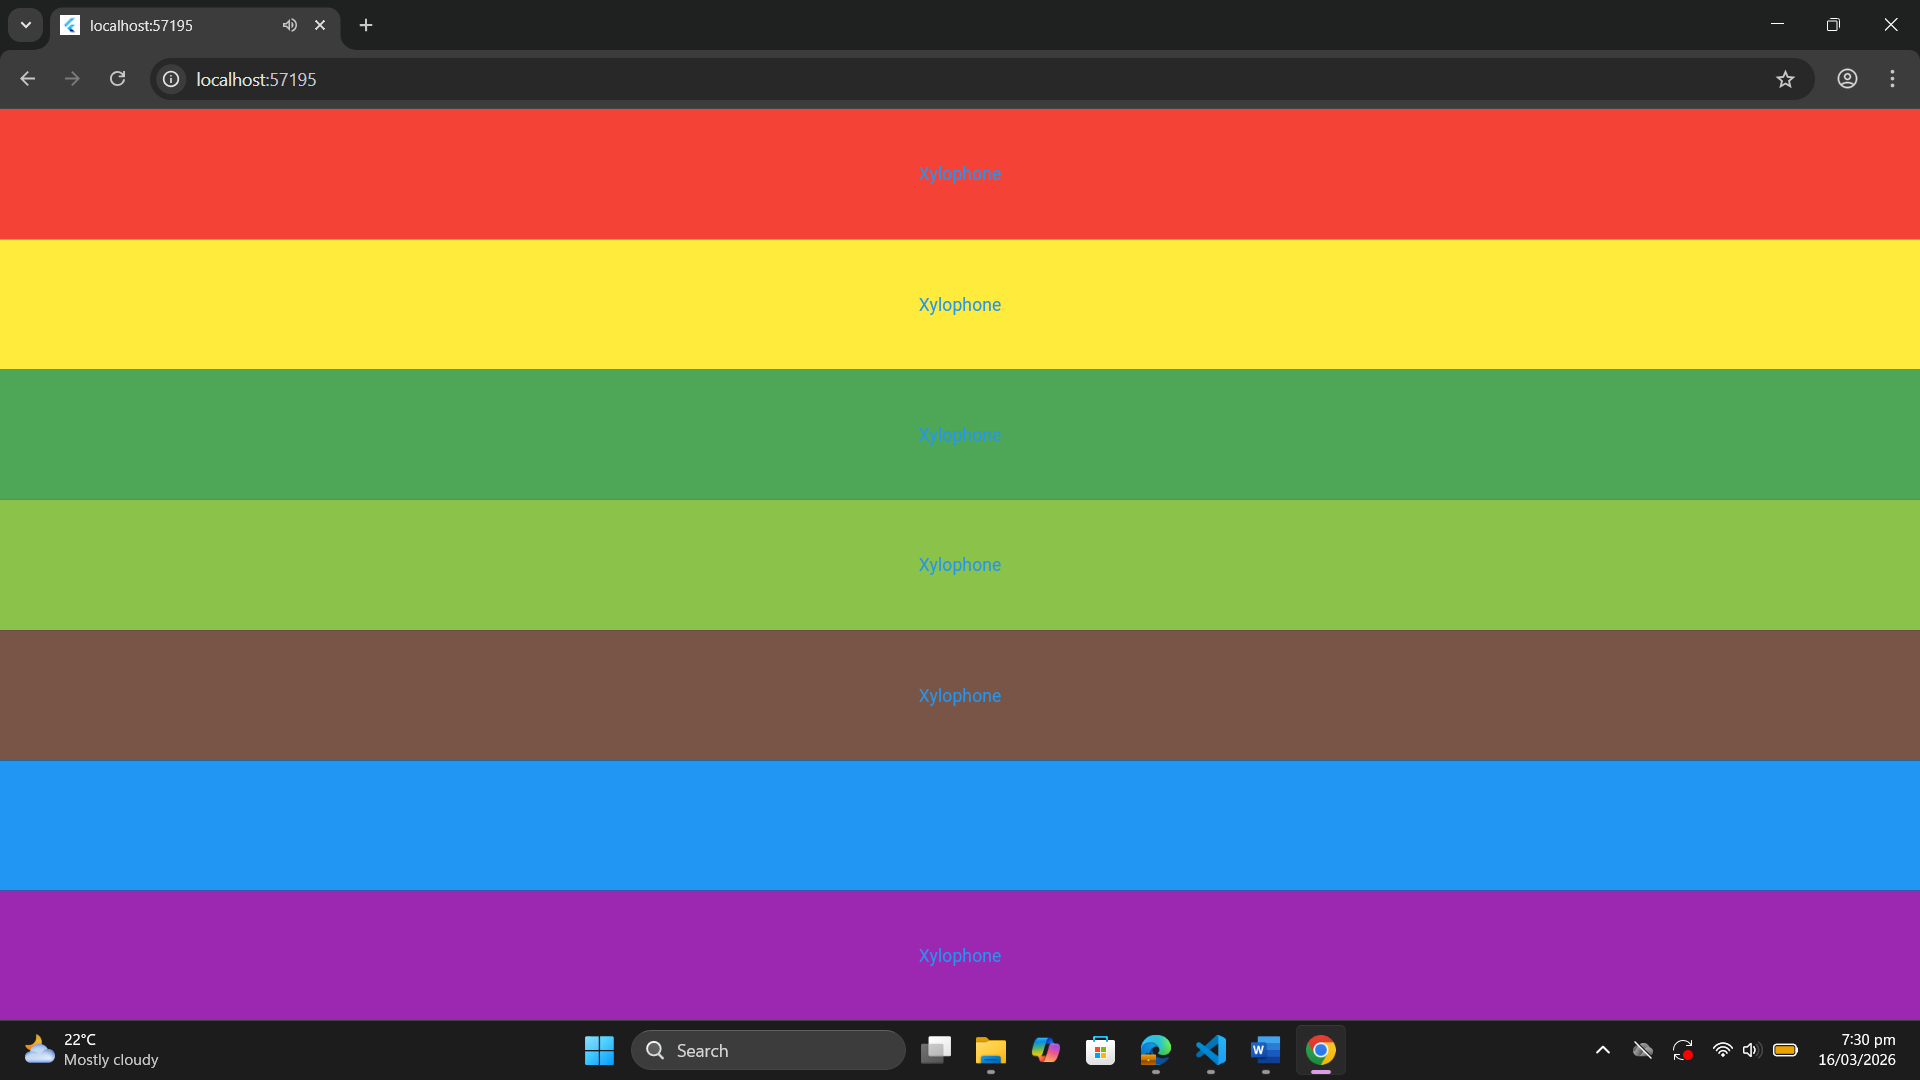 localhost:57195
localhost:57195
Xylophone
Xylophone
Xylophone
Xylophone
Xylophone
Xylophone
22°C
Mostly cloudy
Search
W
7:30 pm
16/03/2026